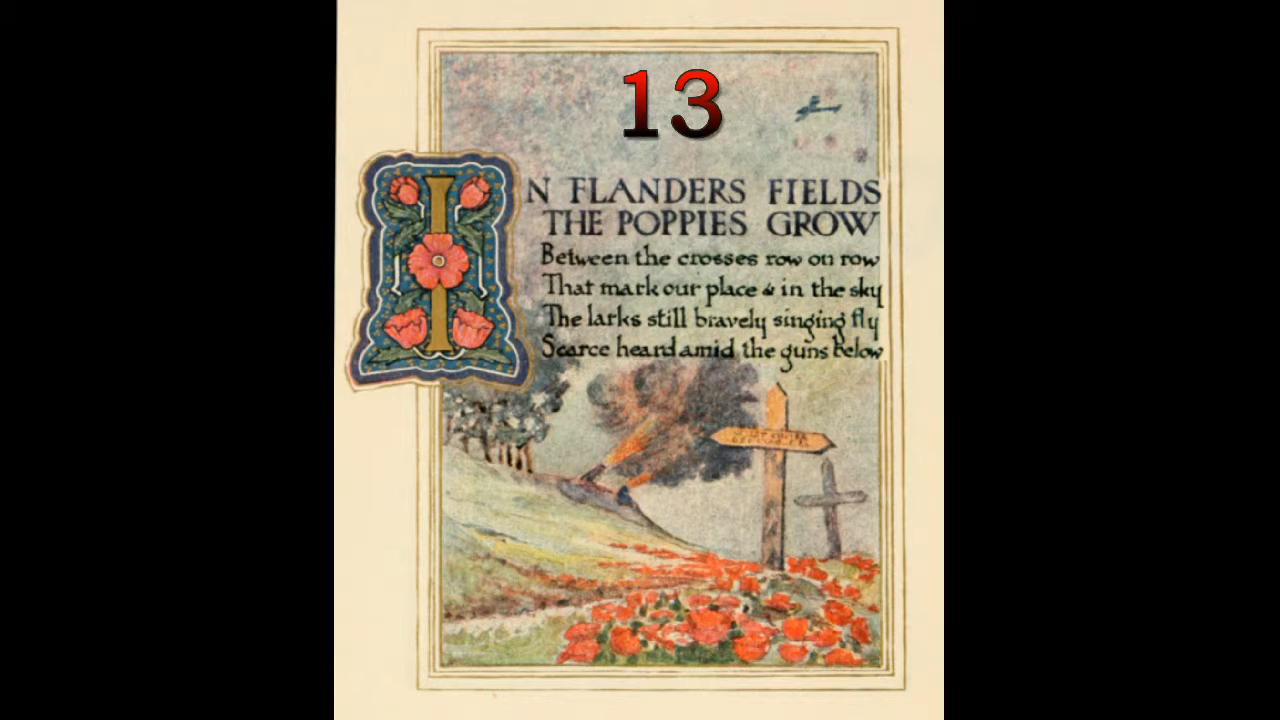 13
IN FLANDERS FIELDS
THE POPPIES GROW
Between the crosses row on row
That mark our place & in the sky
The larks still bravely singing fly
Scarce heard amid the guns below